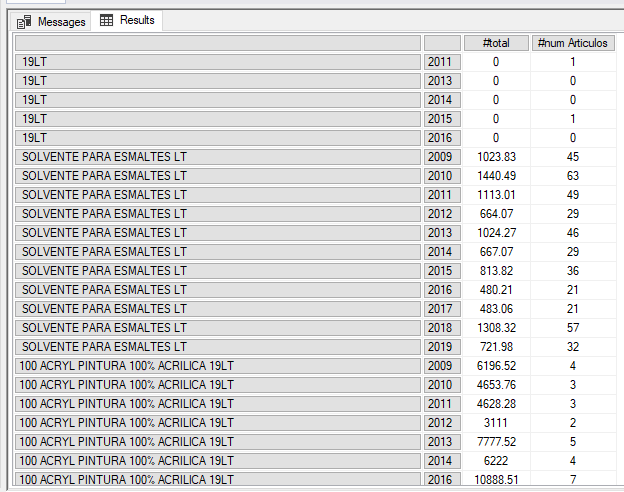 Messages Results
#total #num Articulos
19LT 2011 0 1
19LT 2013 0 0
19LT 2014 0 0
19LT 2015 0 1
19LT 2016 0 0
SOLVENTE PARA ESMALTES LT 2009 1023.83 45
SOLVENTE PARA ESMALTES LT 2010 1440.49 63
SOLVENTE PARA ESMALTES LT 2011 1113.01 49
SOLVENTE PARA ESMALTES LT 2012 664.07 29
SOLVENTE PARA ESMALTES LT 2013 1024.27 46
SOLVENTE PARA ESMALTES LT 2014 667.07 29
SOLVENTE PARA ESMALTES LT 2015 813.82 36
SOLVENTE PARA ESMALTES LT 2016 480.21 21
SOLVENTE PARA ESMALTES LT 2017 483.06 21
SOLVENTE PARA ESMALTES LT 2018 1308.32 57
SOLVENTE PARA ESMALTES LT 2019 721.98 32
100 ACRYL PINTURA 100% ACRILICA 19LT 2009 6196.52 4
100 ACRYL PINTURA 100% ACRILICA 19LT 2010 4653.76 3
100 ACRYL PINTURA 100% ACRILICA 19LT 2011 4628.28 3
100 ACRYL PINTURA 100% ACRILICA 19LT 2012 3111 2
100 ACRYL PINTURA 100% ACRILICA 19LT 2013 7777.52 5
100 ACRYL PINTURA 100% ACRILICA 19LT 2014 6222 4
100 ACRYL PINTURA 100% ACRILICA 19LT 2016 10888.51 7